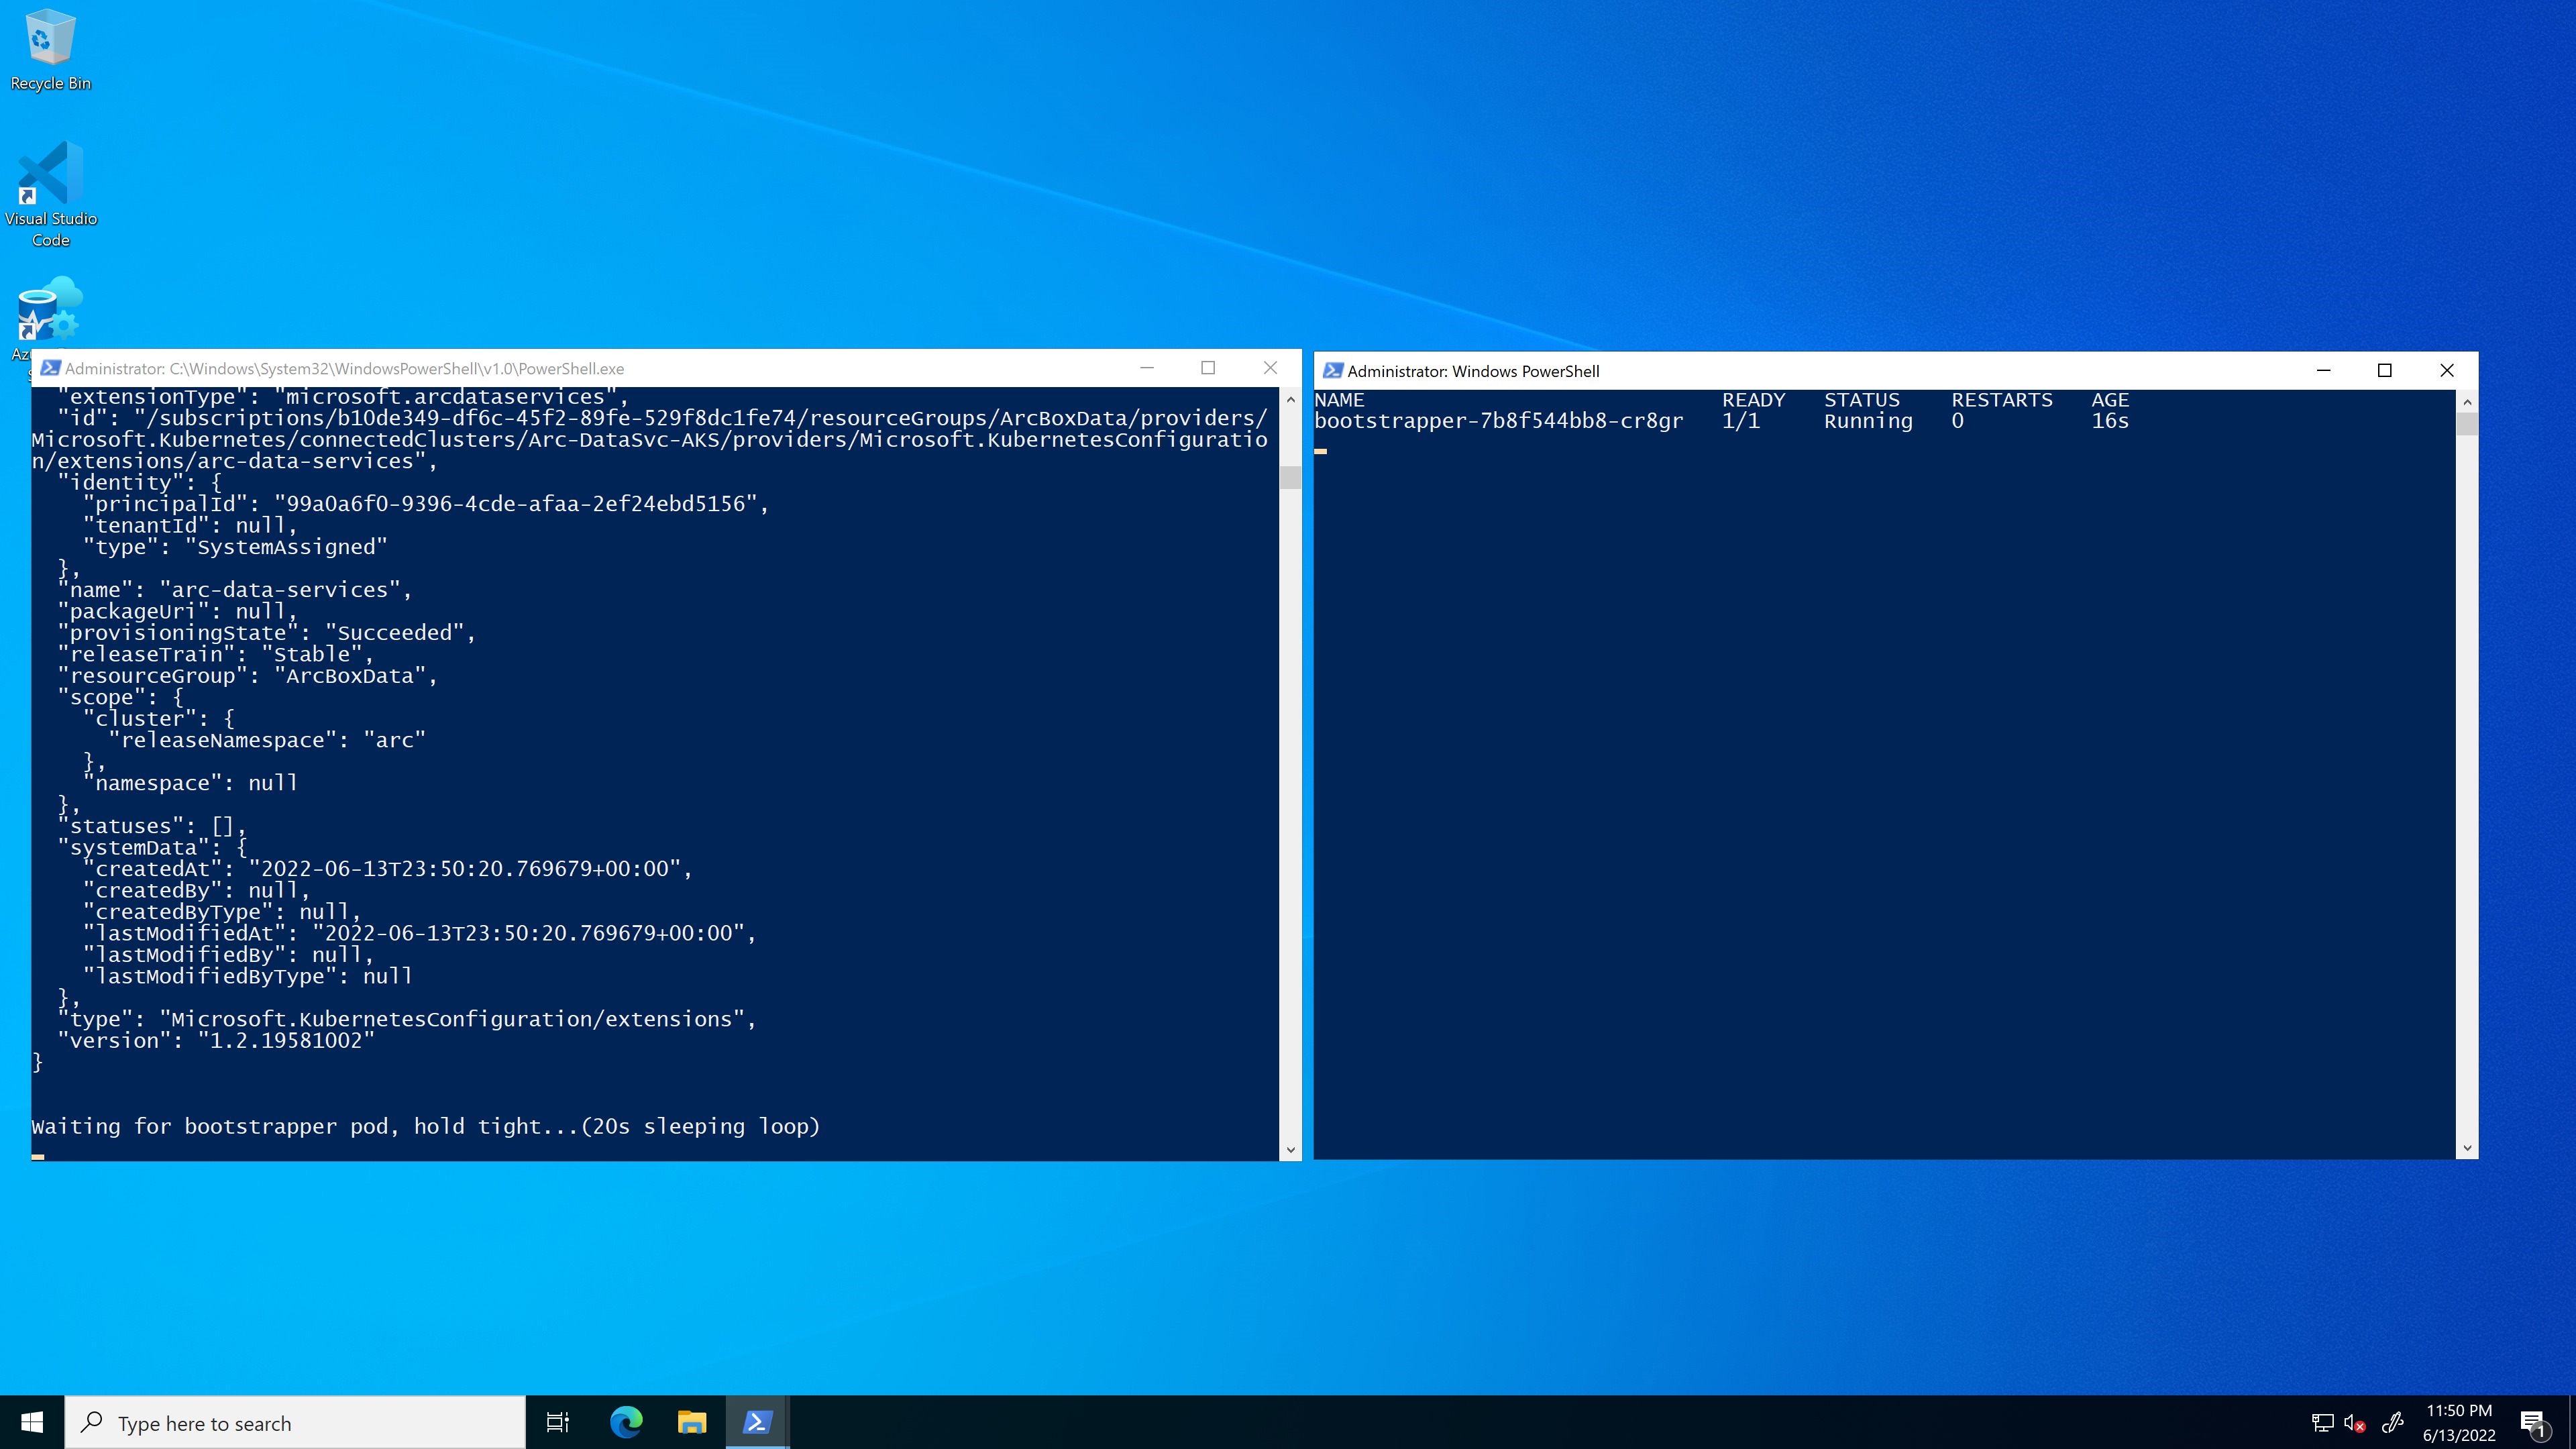 Recycle Bin
Visual Studio
Code
Administrator: C:\Windows\System32\WindowsPowerShell\v1.0\PowerShell.exe
  "extensionType": "microsoft.arcdataservices",
  "id": "/subscriptions/b10de349-df6c-45f2-89fe-529f8dc1fe74/resourceGroups/ArcBoxData/providers/
Microsoft.Kubernetes/connectedClusters/Arc-DataSvc-AKS/providers/Microsoft.KubernetesConfiguratio
n/extensions/arc-data-services",
  "identity": {
    "principalId": "99a0a6f0-9396-4cde-afaa-2ef24ebd5156",
    "tenantId": null,
    "type": "SystemAssigned"
  },
  "name": "arc-data-services",
  "packageUri": null,
  "provisioningState": "Succeeded",
  "releaseTrain": "Stable",
  "resourceGroup": "ArcBoxData",
  "scope": {
    "cluster": {
      "releaseNamespace": "arc"
    },
    "namespace": null
  },
  "statuses": [],
  "systemData": {
    "createdAt": "2022-06-13T23:50:20.769679+00:00",
    "createdBy": null,
    "createdByType": null,
    "lastModifiedAt": "2022-06-13T23:50:20.769679+00:00",
    "lastModifiedBy": null,
    "lastModifiedByType": null
  },
  "type": "Microsoft.KubernetesConfiguration/extensions",
  "version": "1.2.19581002"
}
Waiting for bootstrapper pod, hold tight...(20s sleeping loop)
Administrator: Windows PowerShell
NAME READY STATUS RESTARTS AGE
bootstrapper-7b8f544bb8-cr8gr 1/1 Running 0 16s
Type here to search
11:50 PM
6/13/2022
1